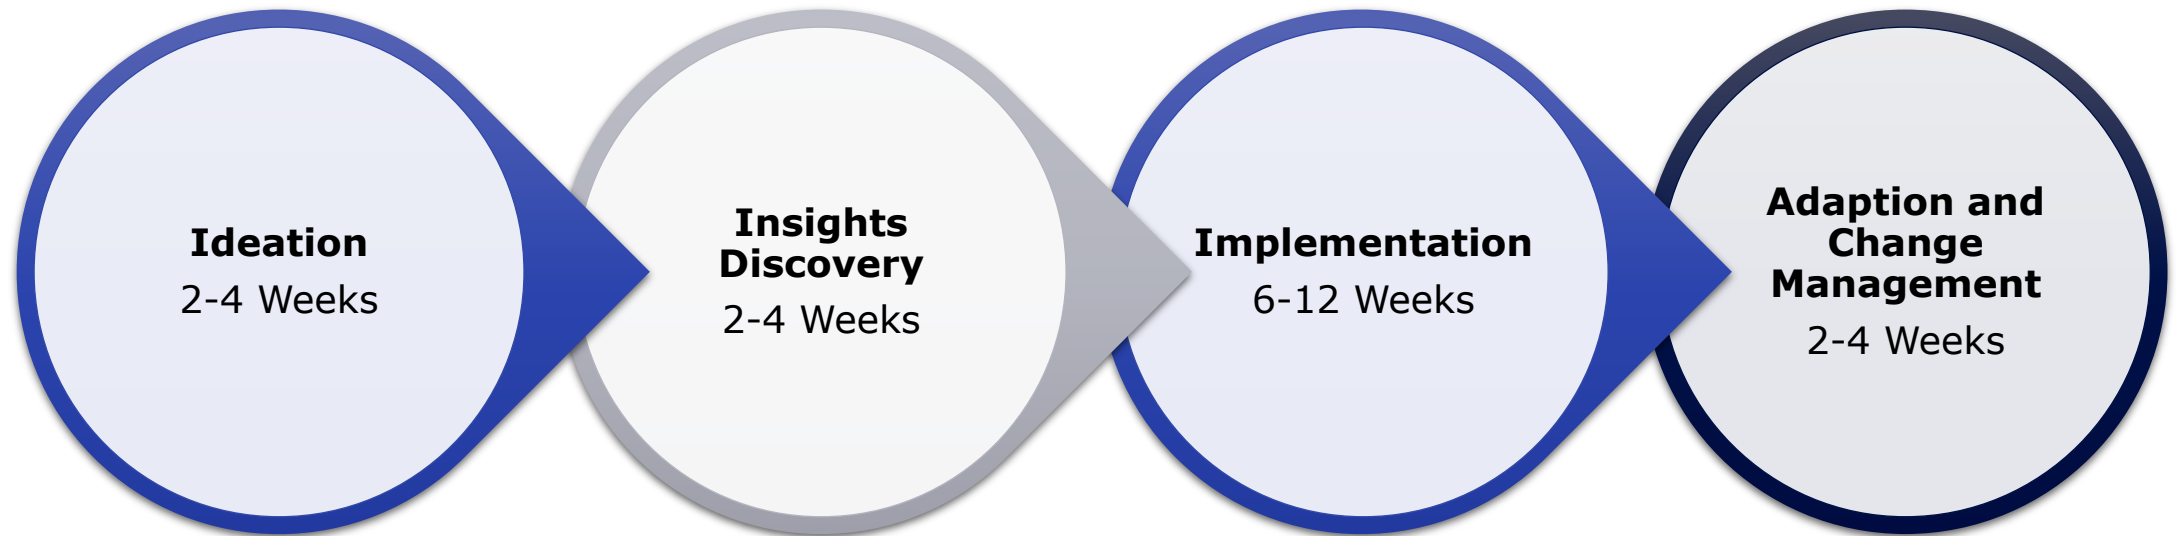 Ideation
2-4 Weeks
Insights
Discovery
2-4 Weeks
Implementation
6-12 Weeks
Adaption and
Change
Management
2-4 Weeks